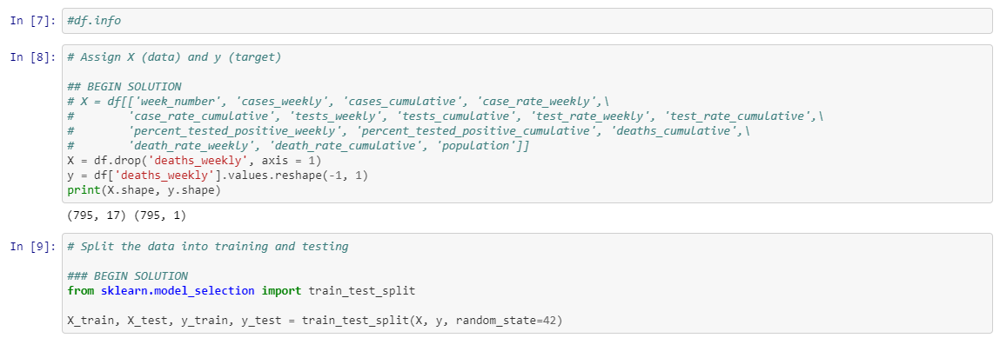 In [7]: #df.info
In [8]: # Assign X (data) and y (target)
## BEGIN SOLUTION
# X = df[['week_number', 'cases_weekly', 'cases_cumulative', 'case_rate_weekly',\
#        'case_rate_cumulative', 'tests_weekly', 'tests_cumulative', 'test_rate_weekly', 'test_rate_cumulative',\
#        'percent_tested_positive_weekly', 'percent_tested_positive_cumulative', 'deaths_cumulative',\
#        'death_rate_weekly', 'death_rate_cumulative', 'population']]
X = df.drop('deaths_weekly', axis = 1)
y = df['deaths_weekly'].values.reshape(-1, 1)
print(X.shape, y.shape)
(795, 17) (795, 1)
In [9]: # Split the data into training and testing
### BEGIN SOLUTION
from sklearn.model_selection import train_test_split
X_train, X_test, y_train, y_test = train_test_split(X, y, random_state=42)